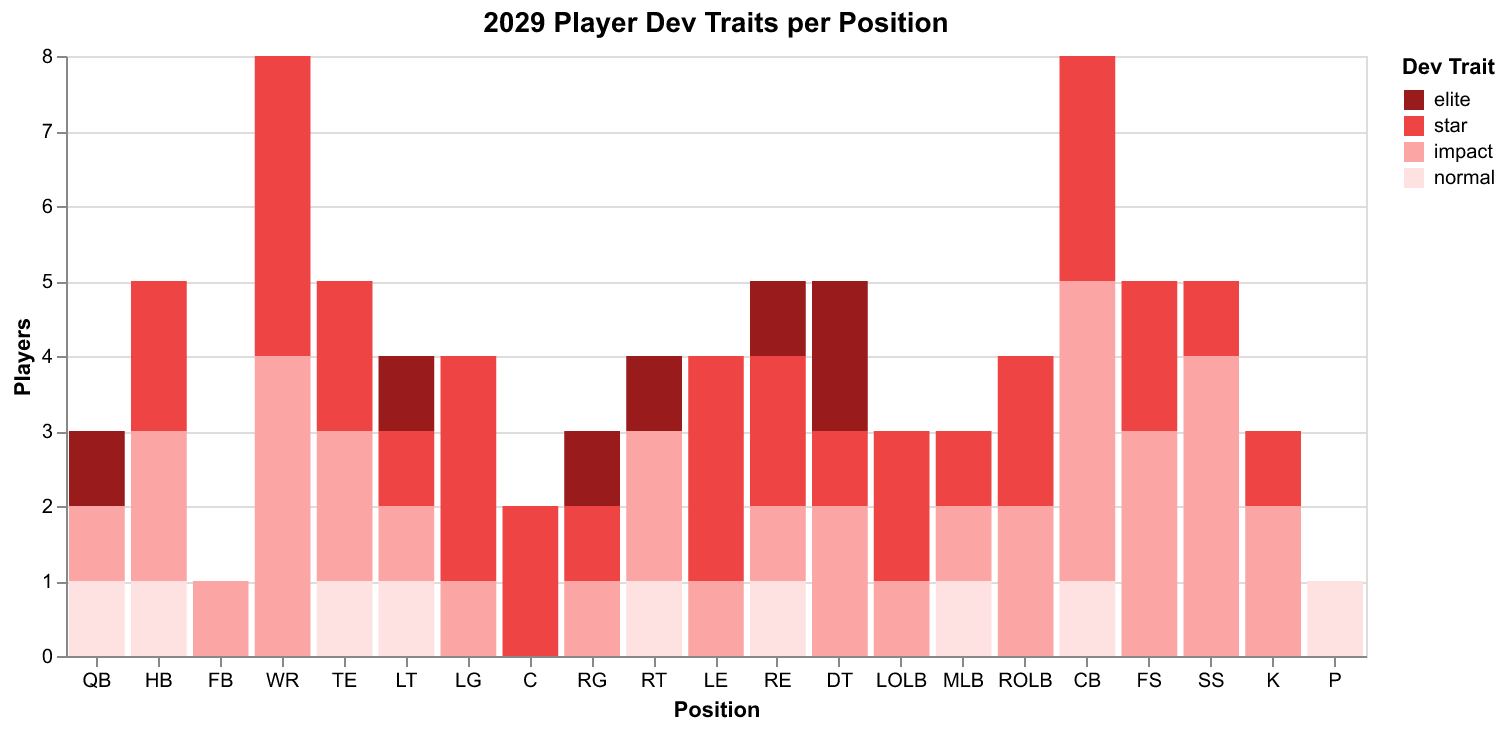 2029 Player Dev Traits per Position
Dev Trait
elite
star
impact
normal
Players
8
7
6
5
4
3
2
1
0
QB HB FB WR TE LT LG C RG RT LE RE DT LOLB MLB ROLB CB FS SS K P
Position